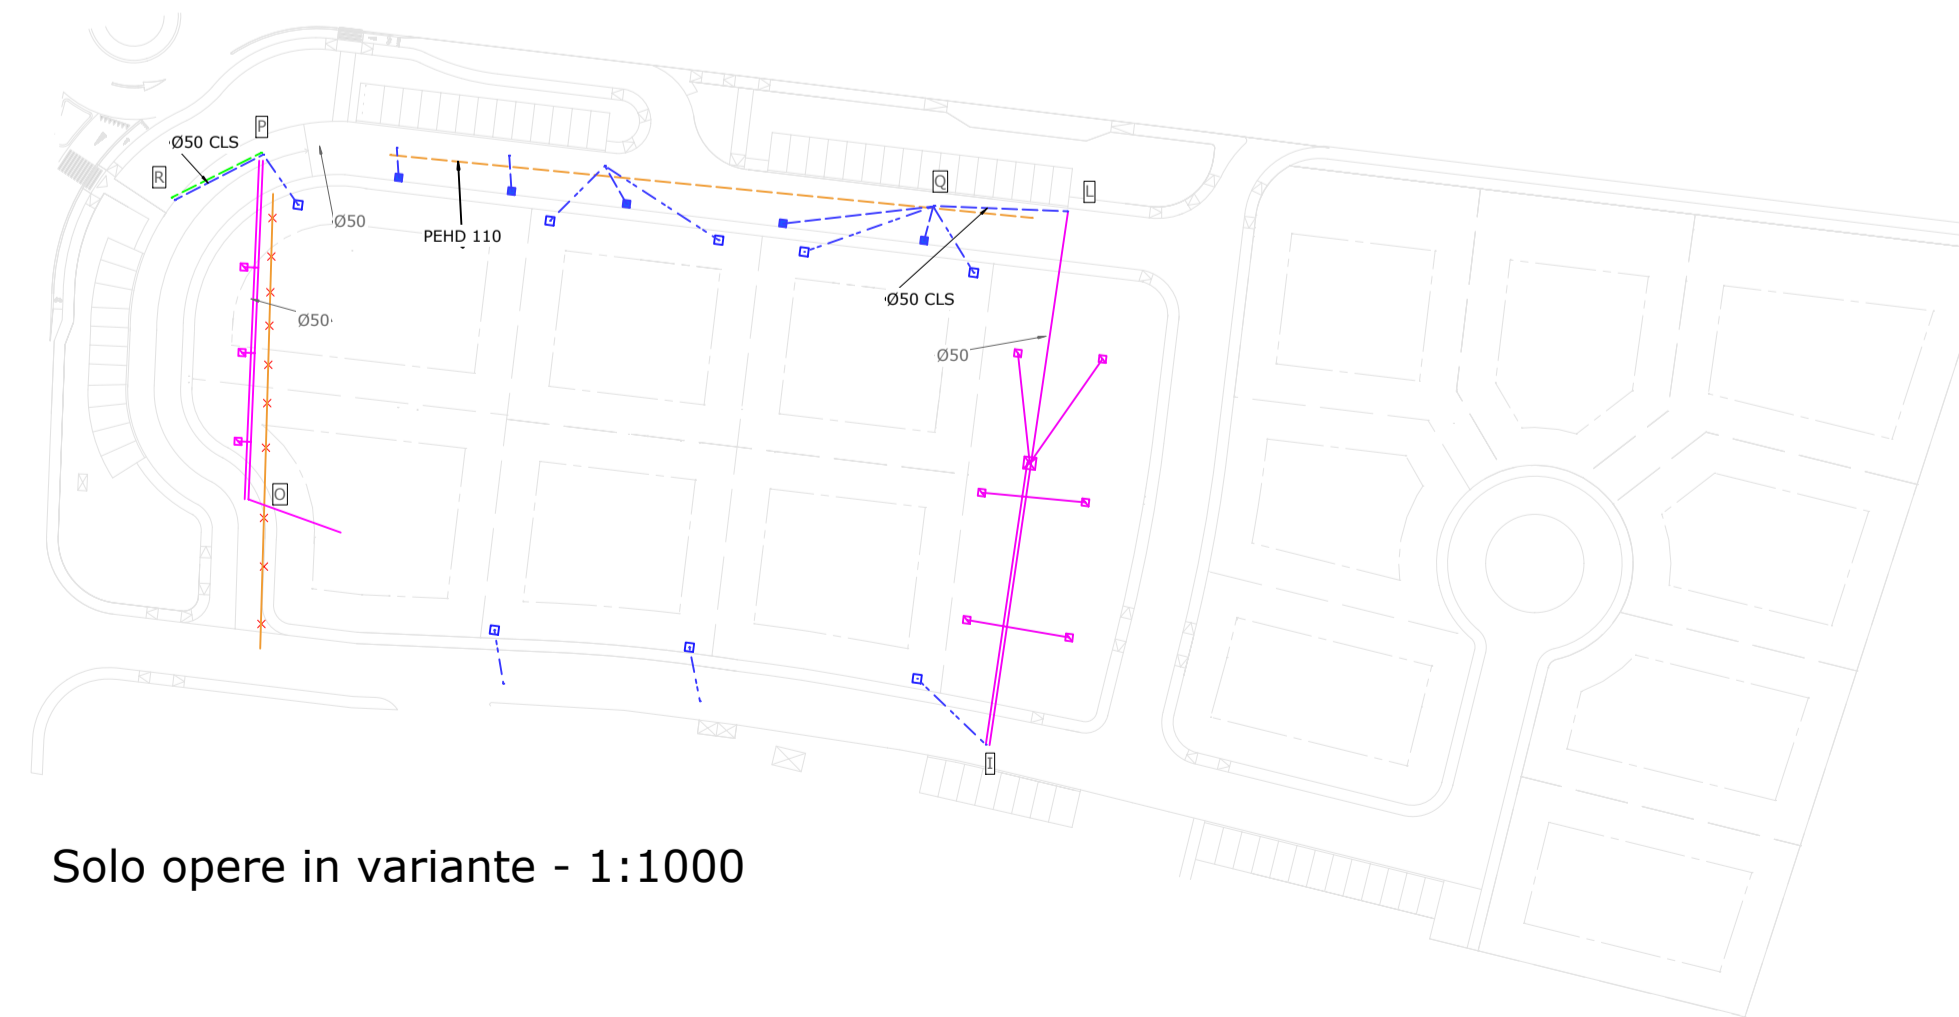 P
Ø50 CLS
R
Q
L
Ø50
PEHD 110
Ø50 CLS
Ø50
Ø50
O
I
Solo opere in variante - 1:1000